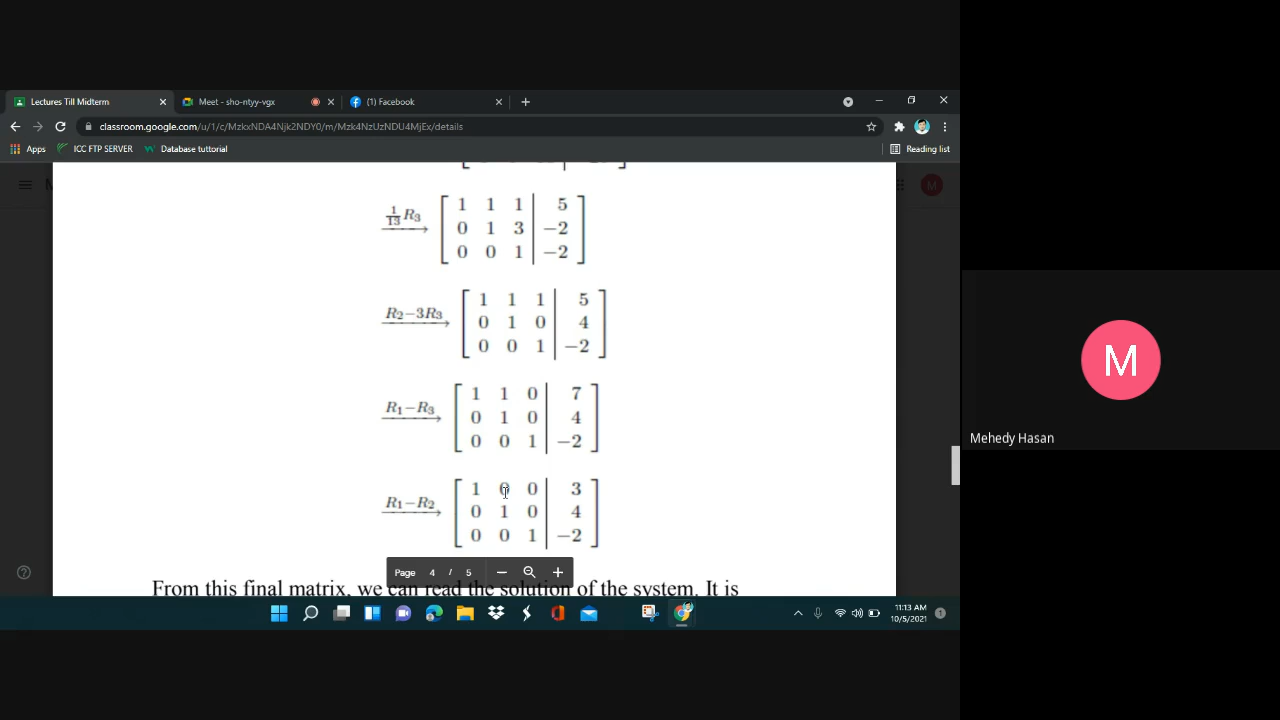 Lectures Till Midterm
Meet - sho-ntyy-vgx
(1) Facebook
classroom.google.com/u/1/c/MzkxNDA4Njk2NDY0/m/Mzk4NzUzNDU4MjEx/details
Apps
ICC FTP SERVER
Database tuttorial
Reading list
M
1/13 R3
1 1 1 | 5
0 1 3 | −2
0 0 1 | −2
R2−3R3
1 1 1 | 5
0 1 0 | 4
0 0 1 | −2
R1−R3
1 1 0 | 7
0 1 0 | 4
0 0 1 | −2
R1−R2
1 0 0 | 3
0 1 0 | 4
0 0 1 | −2
Page 4 / 5
From this final matrix, we can read the solution of the system. It is
11:13 AM
10/5/2021
1
M
Mehedy Hasan